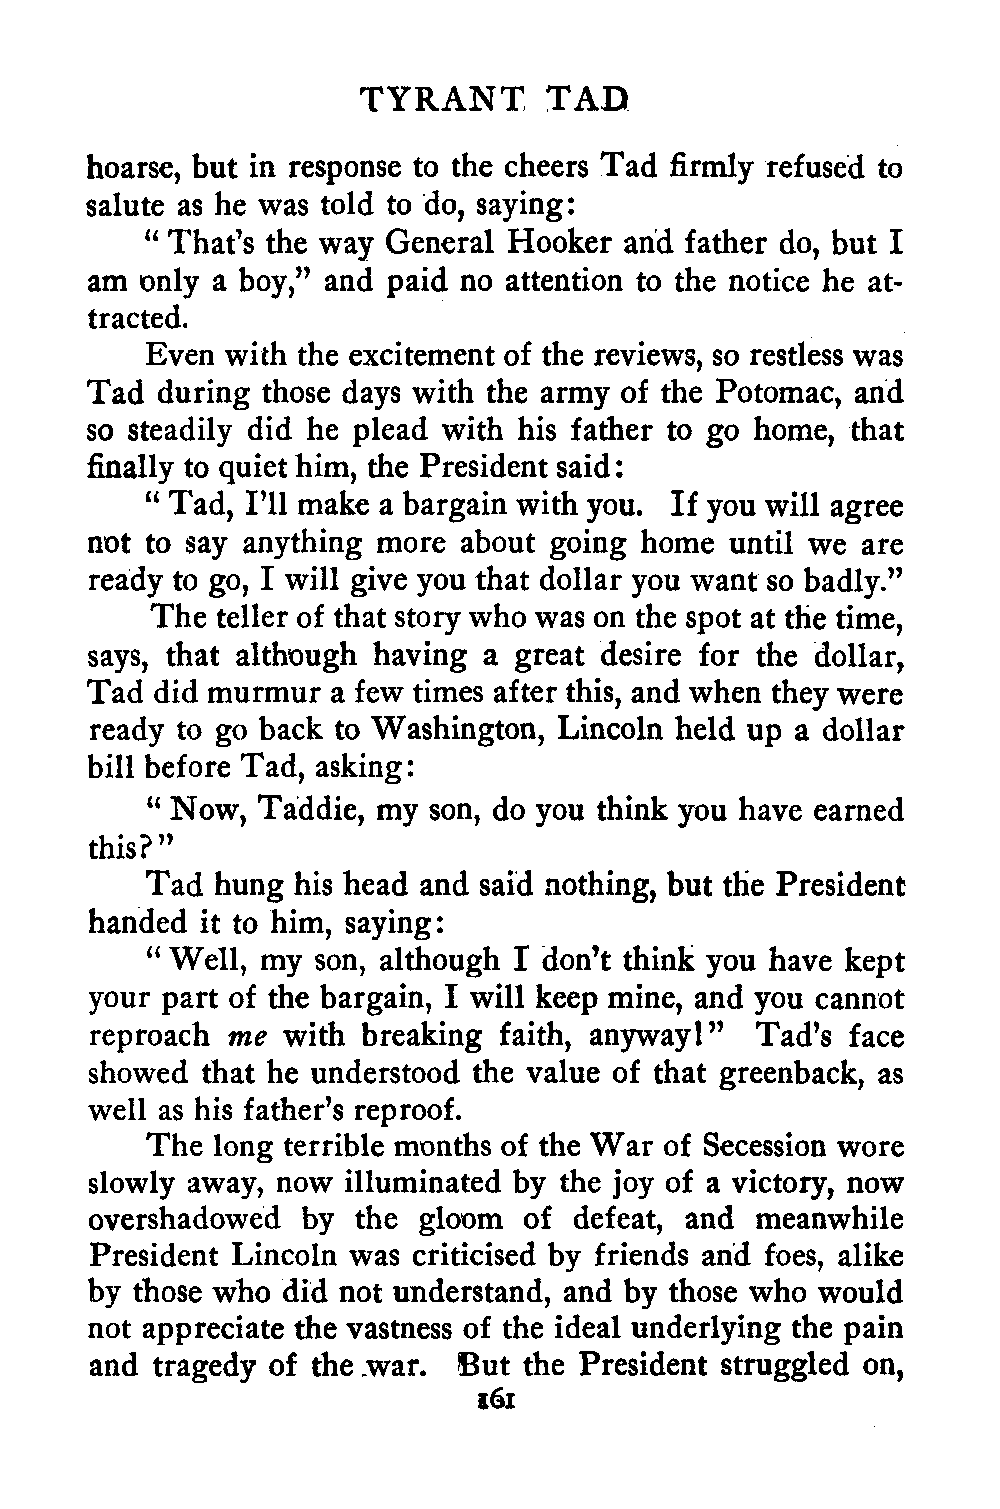 TYRANT TAD
hoarse, but in response to the cheers Tad firmly refused to
salute as he was told to do, saying:
“ That’s the way General Hooker and father do, but I
am only a boy,” and paid no attention to the notice he at-
tracted.
Even with the excitement of the reviews, so restless was
Tad during those days with the army of the Potomac, and
so steadily did he plead with his father to go home, that
finally to quiet him, the President said:
“ Tad, I’ll make a bargain with you. If you will agree
not to say anything more about going home until we are
ready to go, I will give you that dollar you want so badly.”
The teller of that story who was on the spot at the time,
says, that although having a great desire for the dollar,
Tad did murmur a few times after this, and when they were
ready to go back to Washington, Lincoln held up a dollar
bill before Tad, asking:
“ Now, Taddie, my son, do you think you have earned
this? ”
Tad hung his head and said nothing, but the President
handed it to him, saying:
“ Well, my son, although I don’t think you have kept
your part of the bargain, I will keep mine, and you cannot
reproach me with breaking faith, anyway!” Tad’s face
showed that he understood the value of that greenback, as
well as his father’s reproof.
The long terrible months of the War of Secession wore
slowly away, now illuminated by the joy of a victory, now
overshadowed by the gloom of defeat, and meanwhile
President Lincoln was criticised by friends and foes, alike
by those who did not understand, and by those who would
not appreciate the vastness of the ideal underlying the pain
and tragedy of the war. But the President struggled on,
161